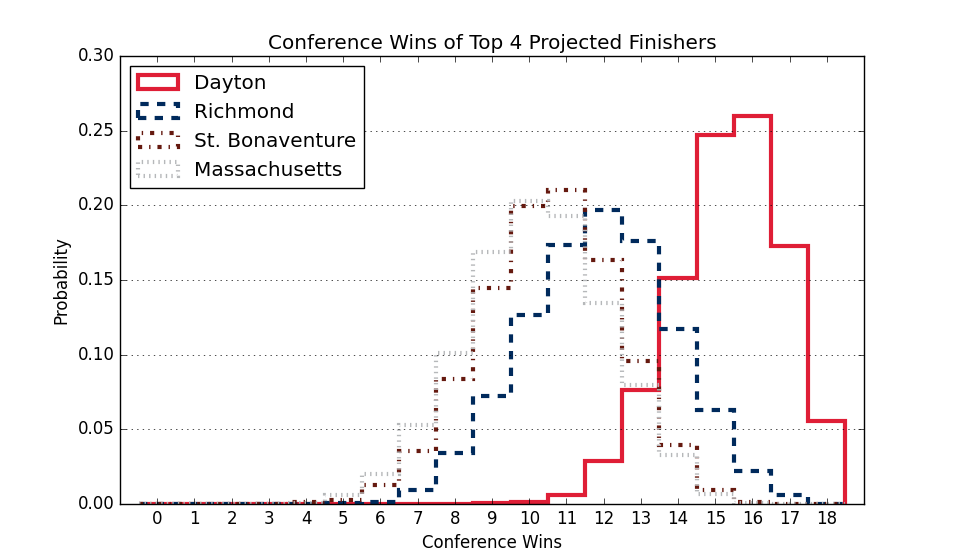 Conference Wins of Top 4 Projected Finishers
0.30
0.25
0.20
0.15
0.10
0.05
0.00
Probability
Dayton
Richmond
St. Bonaventure
Massachusetts
0 1 2 3 4 5 6 7 8 9 10 11 12 13 14 15 16 17 18
Conference Wins